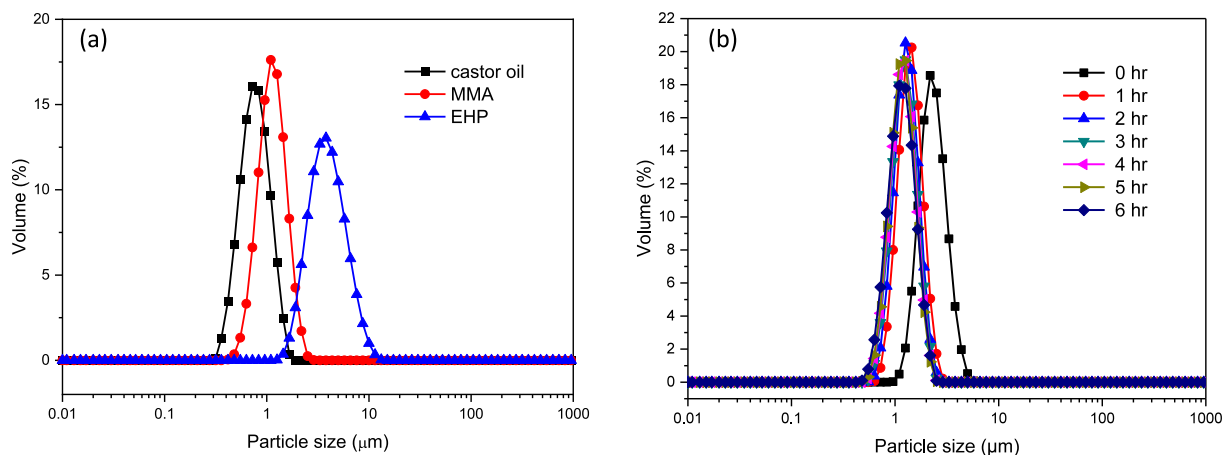 (a)
castor oil
MMA
EHP
Volume (%)
15
10
5
0
0.01 0.1 1 10 100 1000
Particle size (μm)
(b)
0 hr
1 hr
2 hr
3 hr
4 hr
5 hr
6 hr
Volume (%)
22
20
18
16
14
12
10
8
6
4
2
0
0.01 0.1 1 10 100 1000
Particle size (μm)